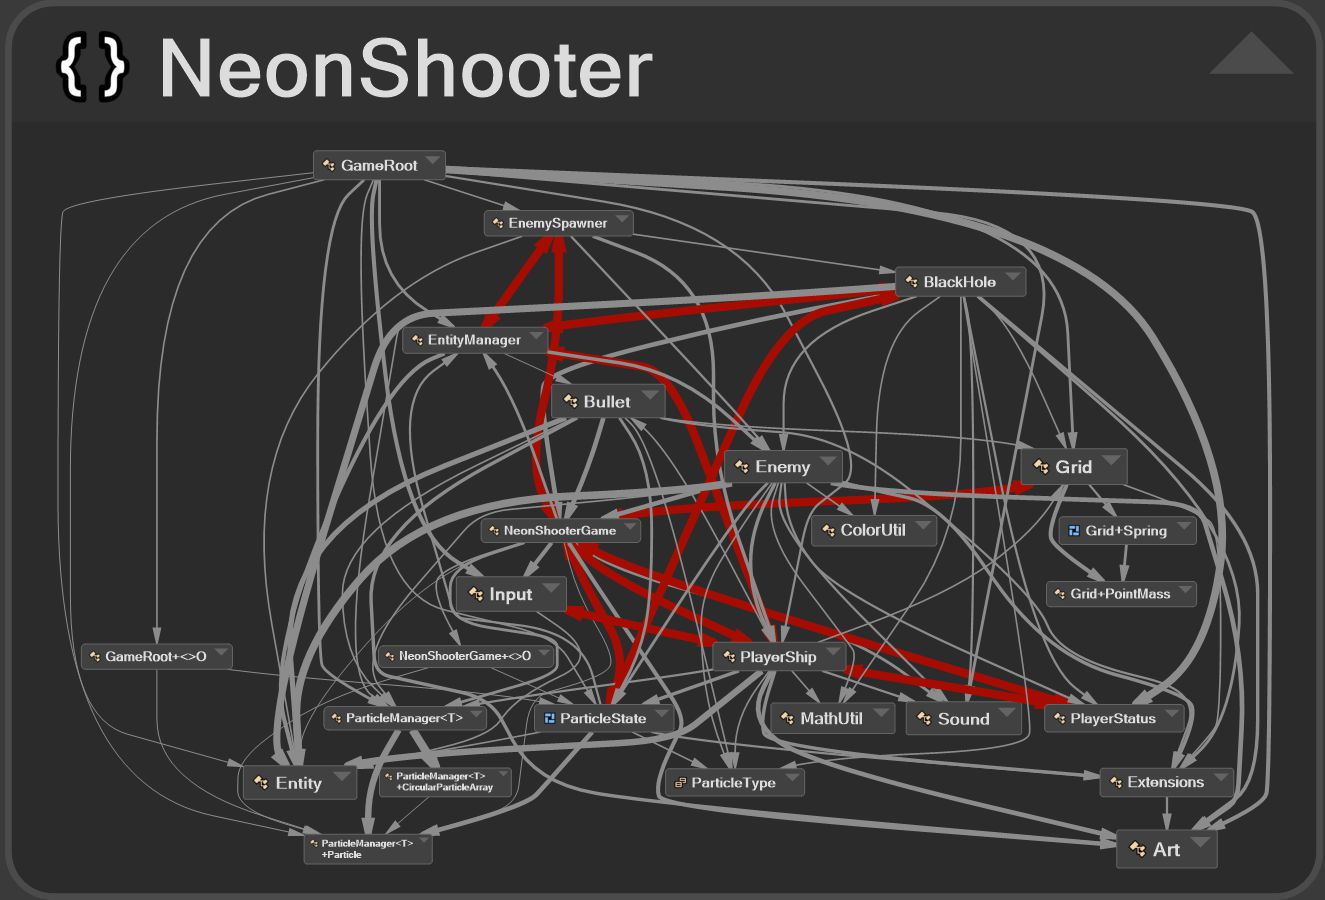 { } NeonShooter
GameRoot
EnemySpawner
BlackHole
EntityManager
Bullet
Enemy
Grid
NeonShooterGame
ColorUtil
Grid+Spring
Input
Grid+PointMass
GameRoot+<>O
NeonShooterGame+<>O
PlayerShip
ParticleManager<T>
ParticleState
MathUtil
Sound
PlayerStatus
Entity
ParticleManager<T>
+CircularParticleArray
ParticleType
Extensions
ParticleManager<T>
+Particle
Art